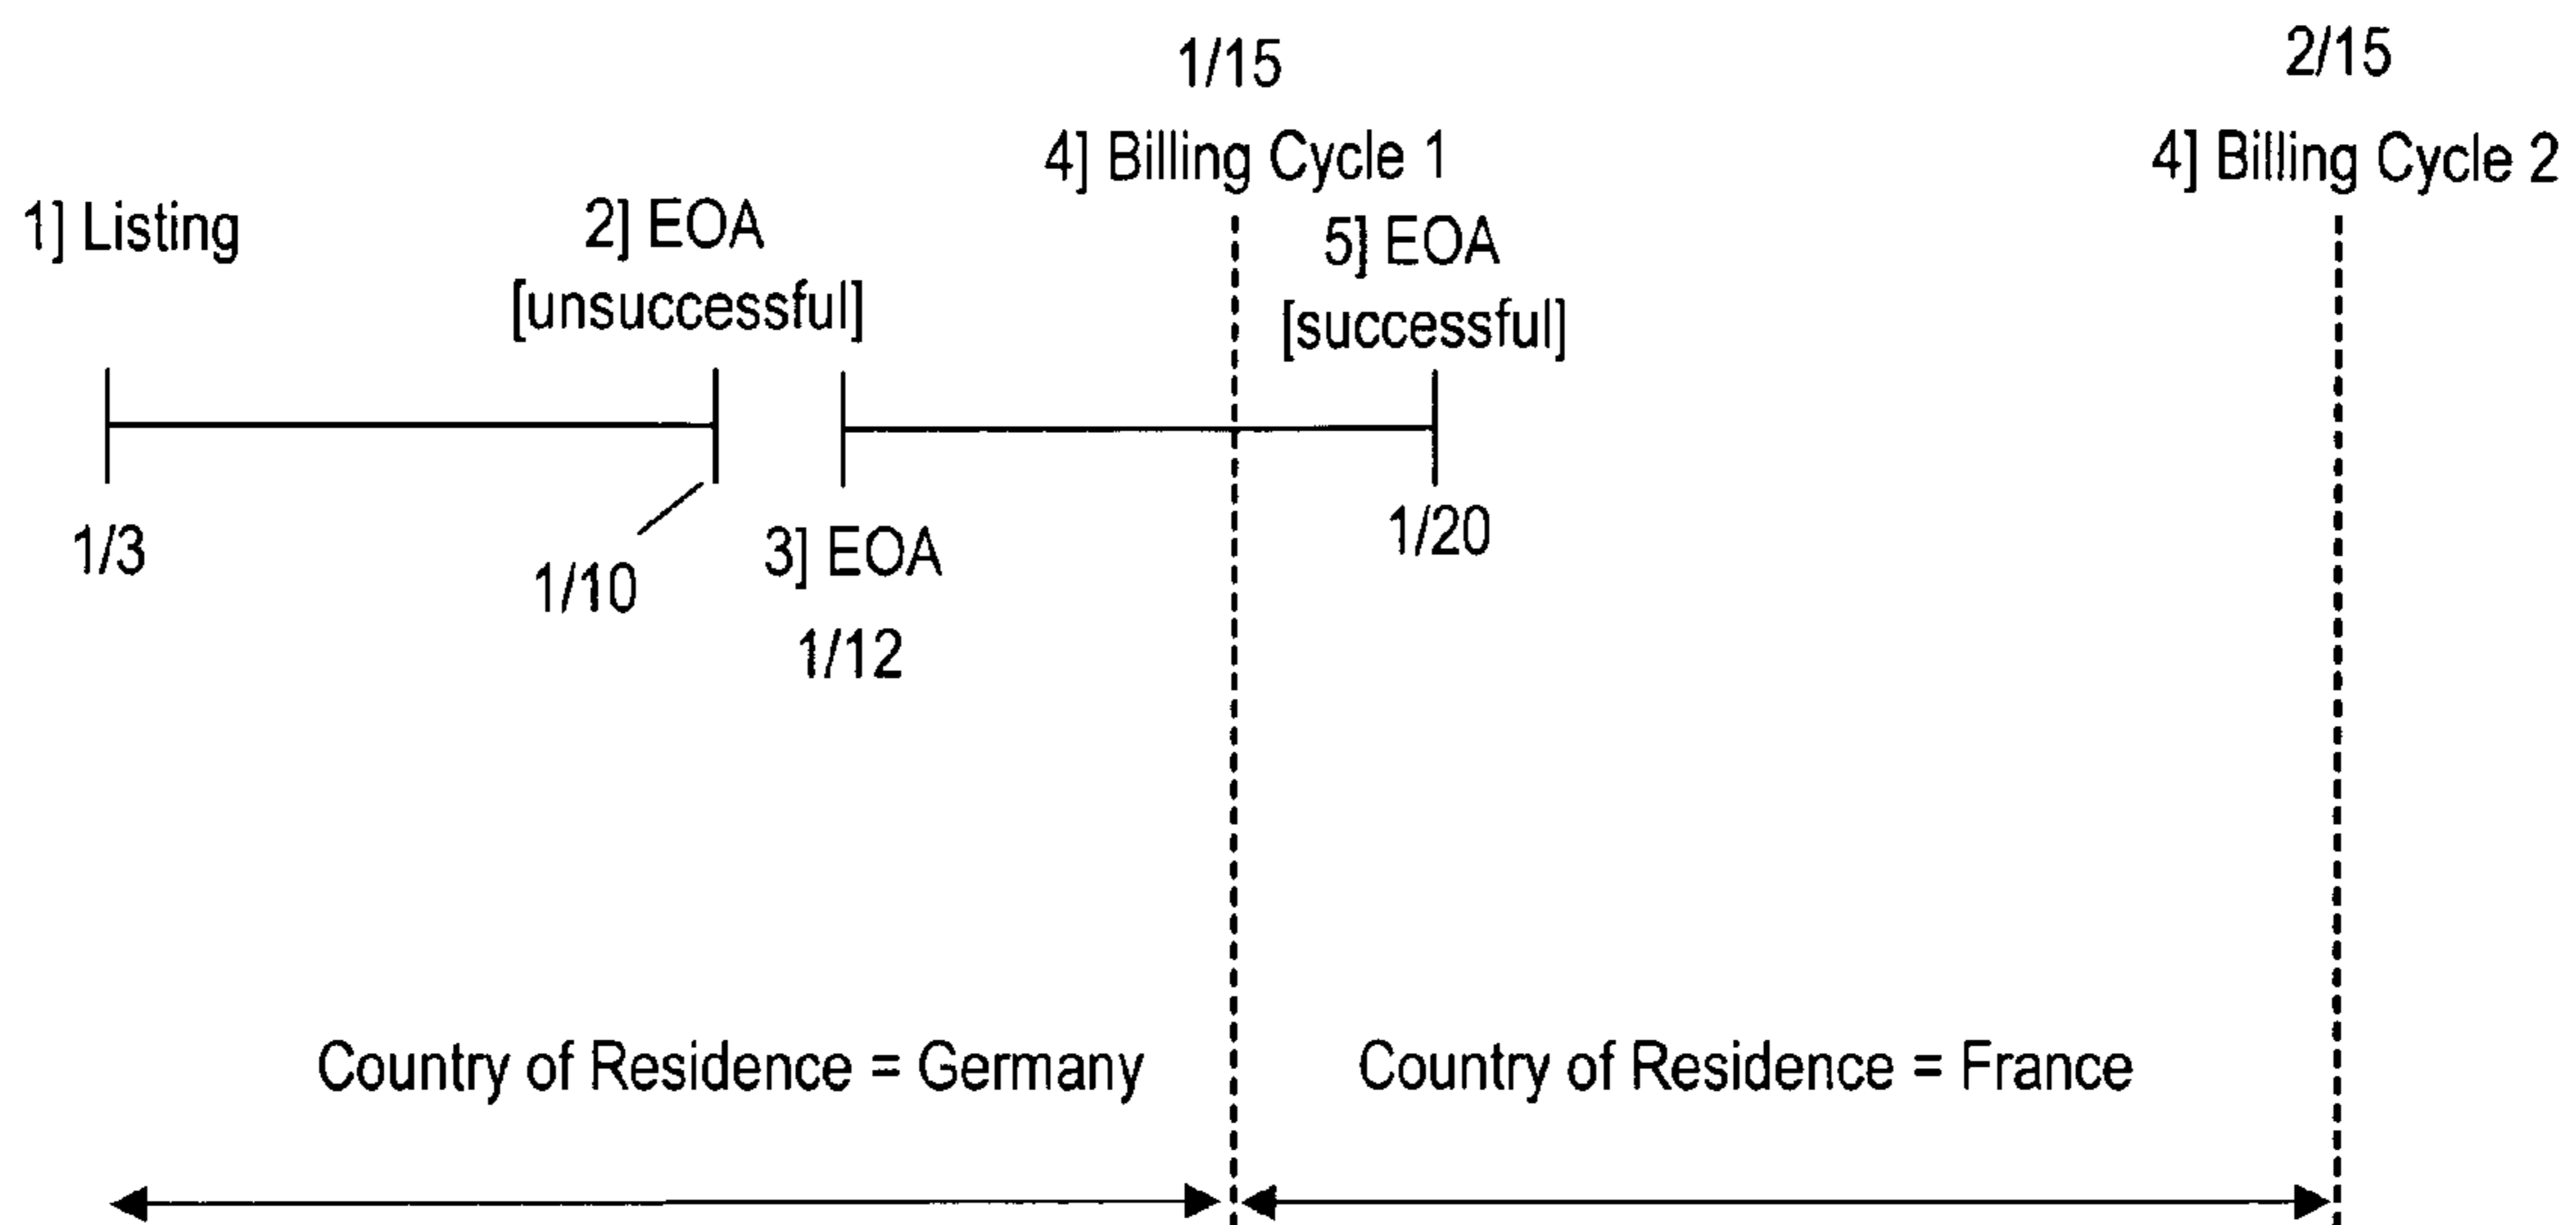 1/15
2/15
4] Billing Cycle 1
4] Billing Cycle 2
1] Listing
2] EOA
[unsuccessful]
5] EOA
[successful]
1/3
1/10
3] EOA
1/12
1/20
Country of Residence = Germany
Country of Residence = France